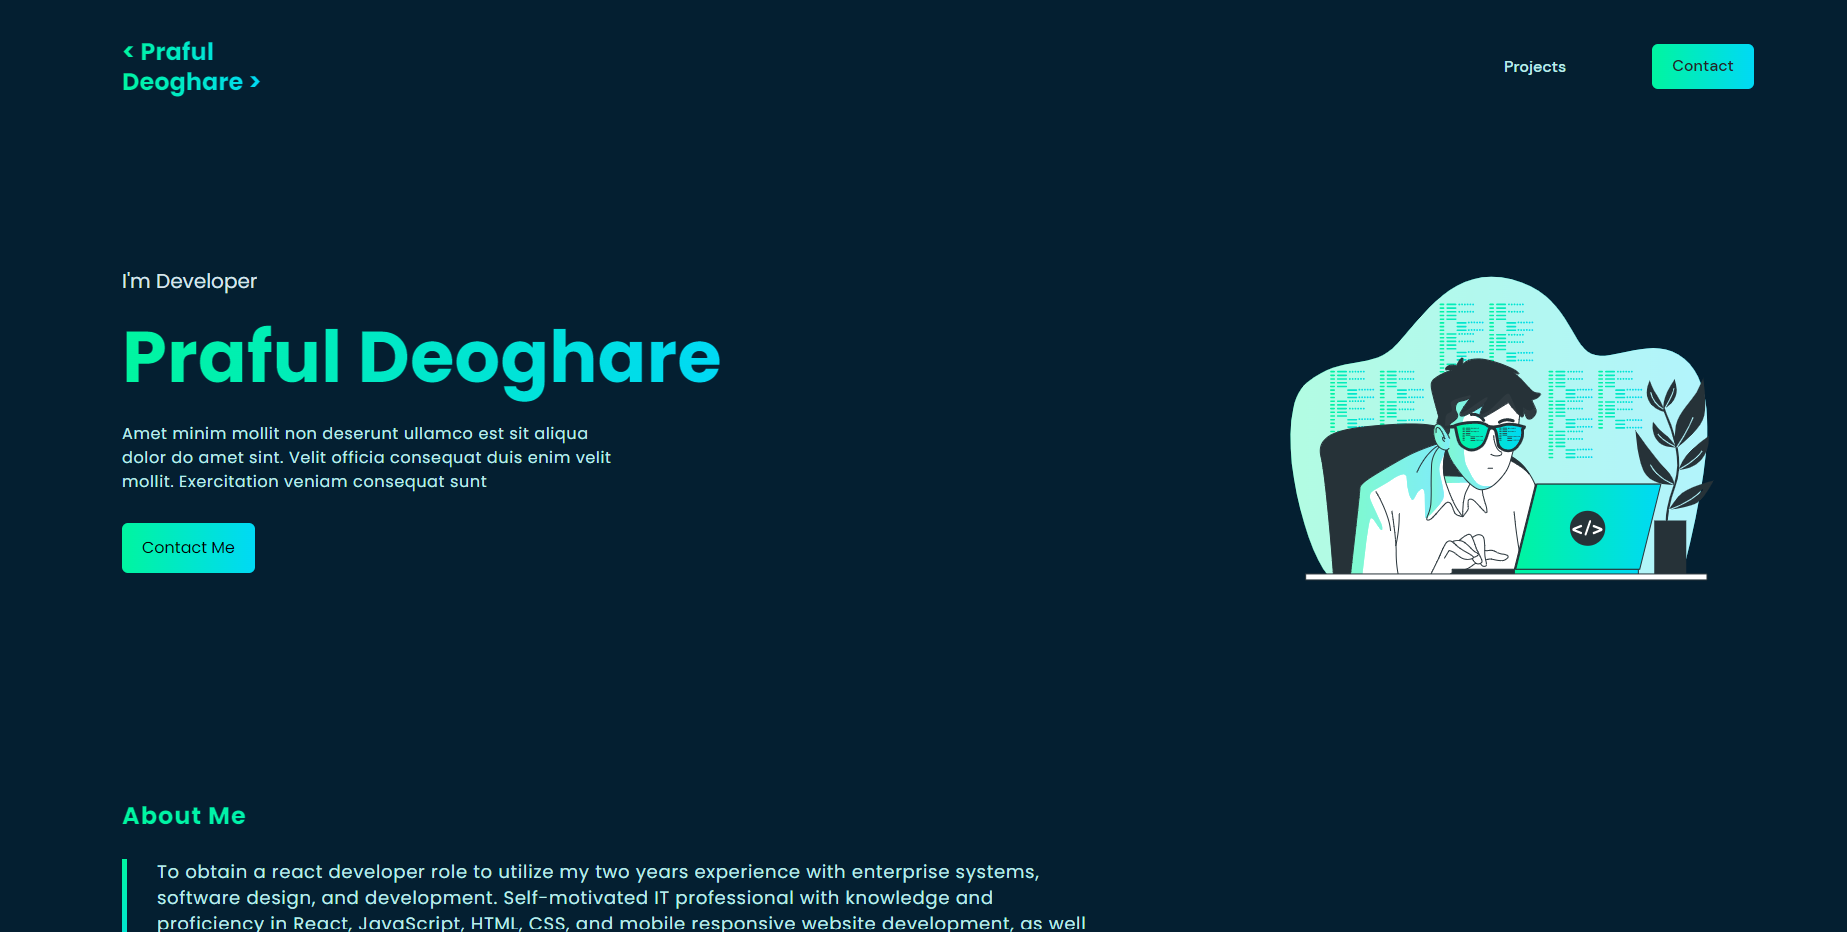 < Praful
Deoghare >
Projects
Contact
I'm Developer
Praful Deoghare
Amet minim mollit non deserunt ullamco est sit aliqua
dolor do amet sint. Velit officia consequat duis enim velit
mollit. Exercitation veniam consequat sunt
Contact Me
</>
About Me
To obtain a react developer role to utilize my two years experience with enterprise systems,
software design, and development. Self-motivated IT professional with knowledge and
proficiency in React, JavaScript, HTML, CSS, and mobile responsive website development, as well